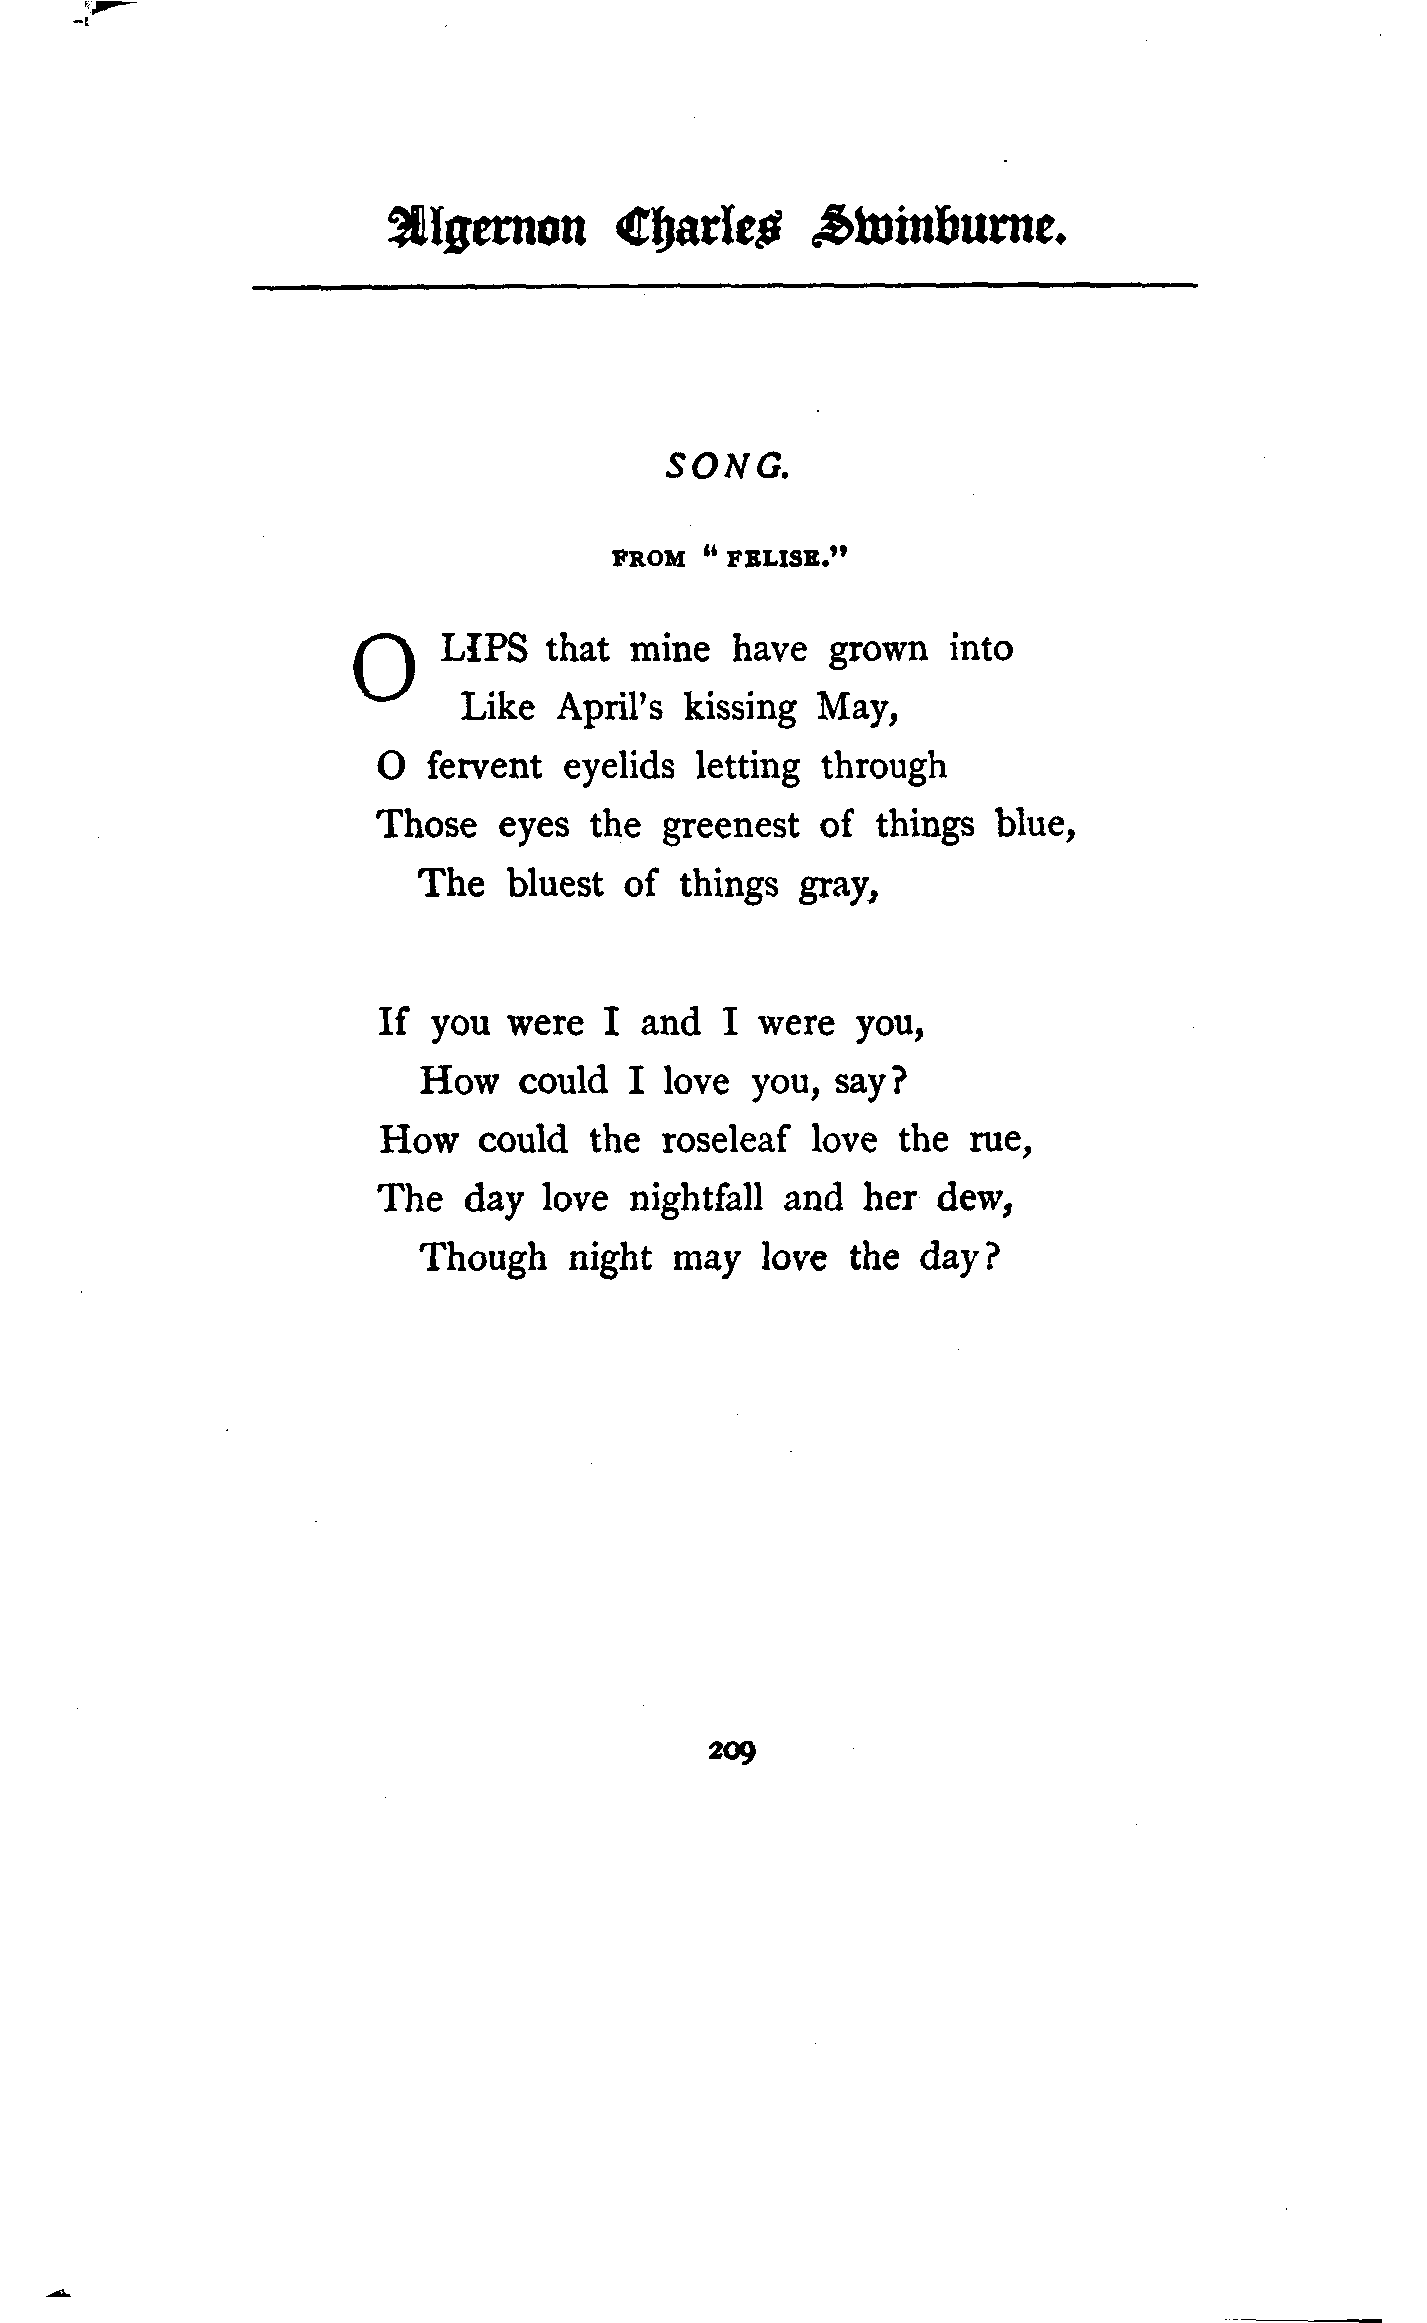 Algernon Charles Swinburne.
SONG.
FROM "FELISE."
O LIPS that mine have grown into
Like April's kissing May,
O fervent eyelids letting through
Those eyes the greenest of things blue,
The bluest of things gray,
If you were I and I were you,
How could I love you, say?
How could the roseleaf love the rue,
The day love nightfall and her dew,
Though night may love the day?
209